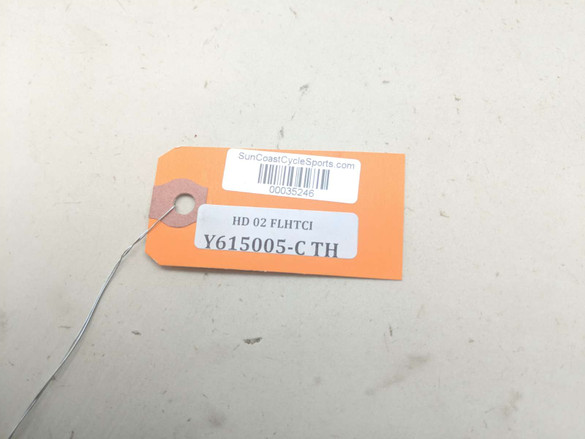 SunCoastCycleSports.com
00035246
HD 02 FLHTCI
Y615005-C TH